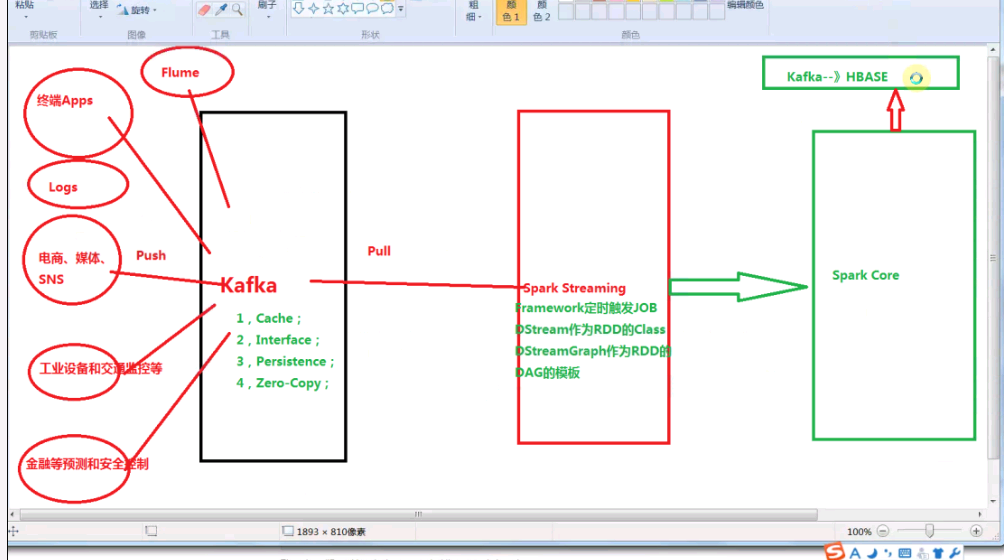 粘贴
选择
旋转
刷子
粗
细
颜
色 1
颜
色 2
编辑颜色
剪贴板
图像
工具
形状
颜色
Flume
终端Apps
Logs
电商、媒体、
SNS
Push
工业设备和交通监控等
金融等预测和安全控制
Kafka
1，Cache；
2，Interface；
3，Persistence；
4，Zero-Copy；
Pull
Spark Streaming
Framework定时触发JOB
DStream作为RDD的Class
DStreamGraph作为RDD的
DAG的模板
Spark Core
Kafka--》HBASE
1893 × 810像素
100%